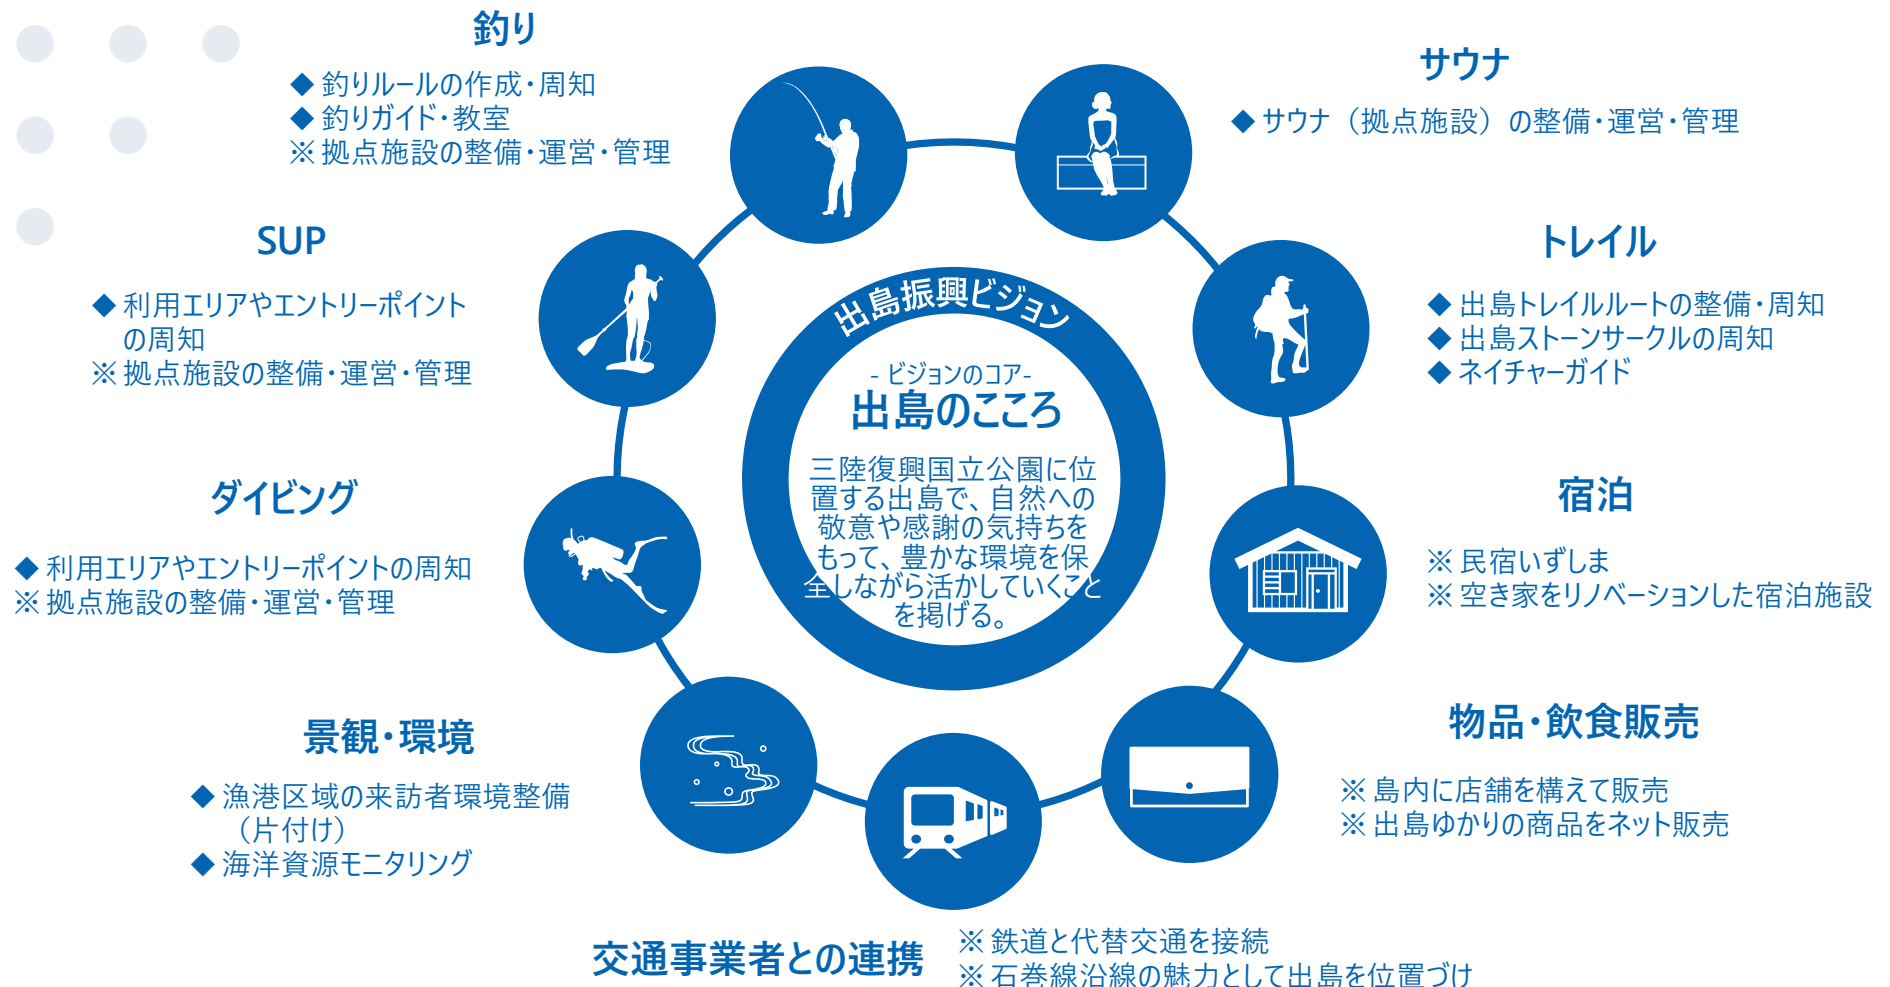 釣り
◆ 釣りルールの作成・周知
◆ 釣りガイド・教室
※ 拠点施設の整備・運営・管理
サウナ
◆ サウナ（拠点施設）の整備・運営・管理
SUP
◆ 利用エリアやエントリーポイント
の周知
※ 拠点施設の整備・運営・管理
トレイル
◆ 出島トレイルルートの整備・周知
◆ 出島ストーンサークルの周知
◆ ネイチャーガイド
出島振興ビジョン
- ビジョンのコア-
出島のこころ
三陸復興国立公園に位
置する出島で、自然への
敬意や感謝の気持ちを
もって、豊かな環境を保
全しながら活かしていくこと
を掲げる。
ダイビング
◆ 利用エリアやエントリーポイントの周知
※ 拠点施設の整備・運営・管理
宿泊
※ 民宿いずしま
※ 空き家をリノベーションした宿泊施設
景観・環境
◆ 漁港区域の来訪者環境整備
（片付け）
◆ 海洋資源モニタリング
物品・飲食販売
※ 島内に店舗を構えて販売
※ 出島ゆかりの商品をネット販売
交通事業者との連携
※ 鉄道と代替交通を接続
※ 石巻線沿線の魅力として出島を位置づけ